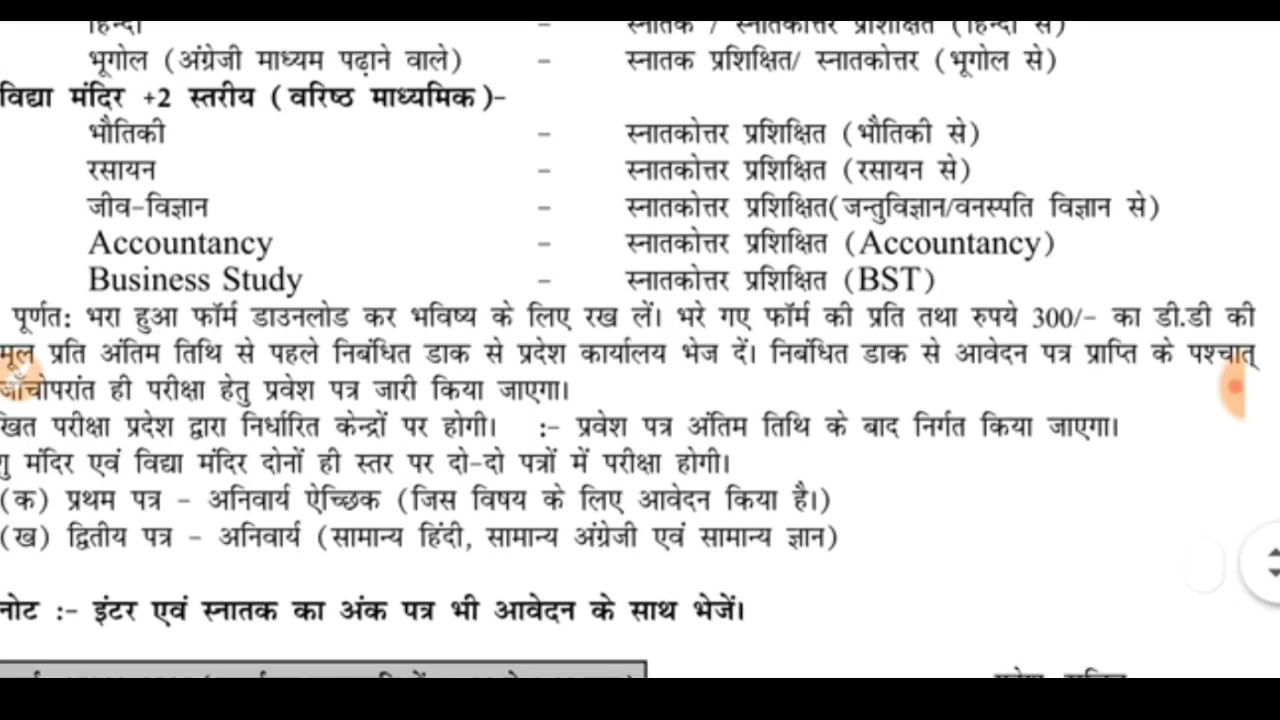 हिन्दी - स्नातक / स्नातकोत्तर प्रशिक्षित (हिन्दी से)
भूगोल (अंग्रेजी माध्यम पढ़ाने वाले) - स्नातक प्रशिक्षित/ स्नातकोत्तर (भूगोल से)
विद्या मंदिर +2 स्तरीय (वरिष्ठ माध्यमिक)-
भौतिकी - स्नातकोत्तर प्रशिक्षित (भौतिकी से)
रसायन - स्नातकोत्तर प्रशिक्षित (रसायन से)
जीव-विज्ञान - स्नातकोत्तर प्रशिक्षित(जन्तुविज्ञान/वनस्पति विज्ञान से)
Accountancy - स्नातकोत्तर प्रशिक्षित (Accountancy)
Business Study - स्नातकोत्तर प्रशिक्षित (BST)
पूर्णत: भरा हुआ फॉर्म डाउनलोड कर भविष्य के लिए रख लें। भरे गए फॉर्म की प्रति तथा रुपये 300/- का डी.डी की
मूल प्रति अंतिम तिथि से पहले निबंधित डाक से प्रदेश कार्यालय भेज दें। निबंधित डाक से आवेदन पत्र प्राप्ति के पश्चात्
जाँचोपरांत ही परीक्षा हेतु प्रवेश पत्र जारी किया जाएगा।
खित परीक्षा प्रदेश द्वारा निर्धारित केन्द्रों पर होगी। :- प्रवेश पत्र अंतिम तिथि के बाद निर्गत किया जाएगा।
शु मंदिर एवं विद्या मंदिर दोनों ही स्तर पर दो-दो पत्रों में परीक्षा होगी।
(क) प्रथम पत्र - अनिवार्य ऐच्छिक (जिस विषय के लिए आवेदन किया है।)
(ख) द्वितीय पत्र - अनिवार्य (सामान्य हिंदी, सामान्य अंग्रेजी एवं सामान्य ज्ञान)
नोट :- इंटर एवं स्नातक का अंक पत्र भी आवेदन के साथ भेजें।